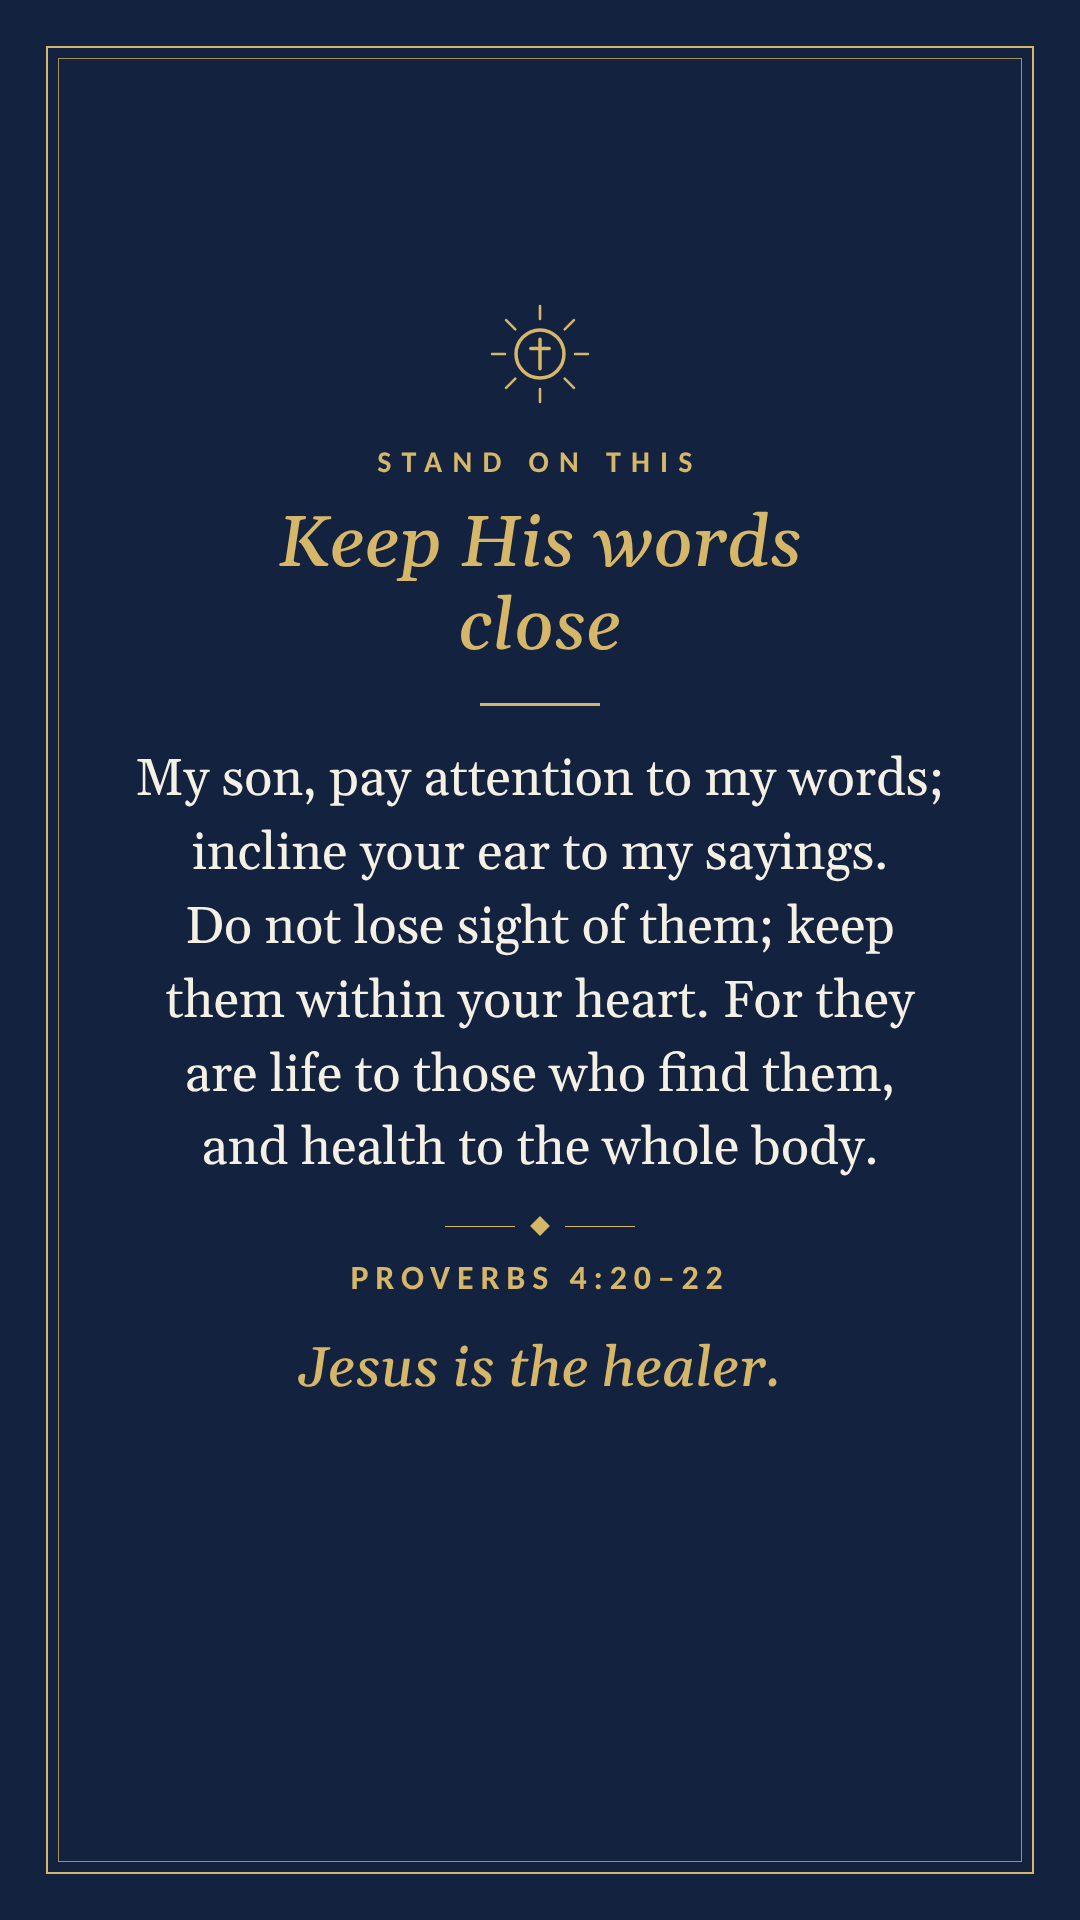 STAND ON THIS
Keep His words
close
My son, pay attention to my words;
incline your ear to my sayings.
Do not lose sight of them; keep
them within your heart. For they
are life to those who find them,
and health to the whole body.
PROVERBS 4:20–22
Jesus is the healer.